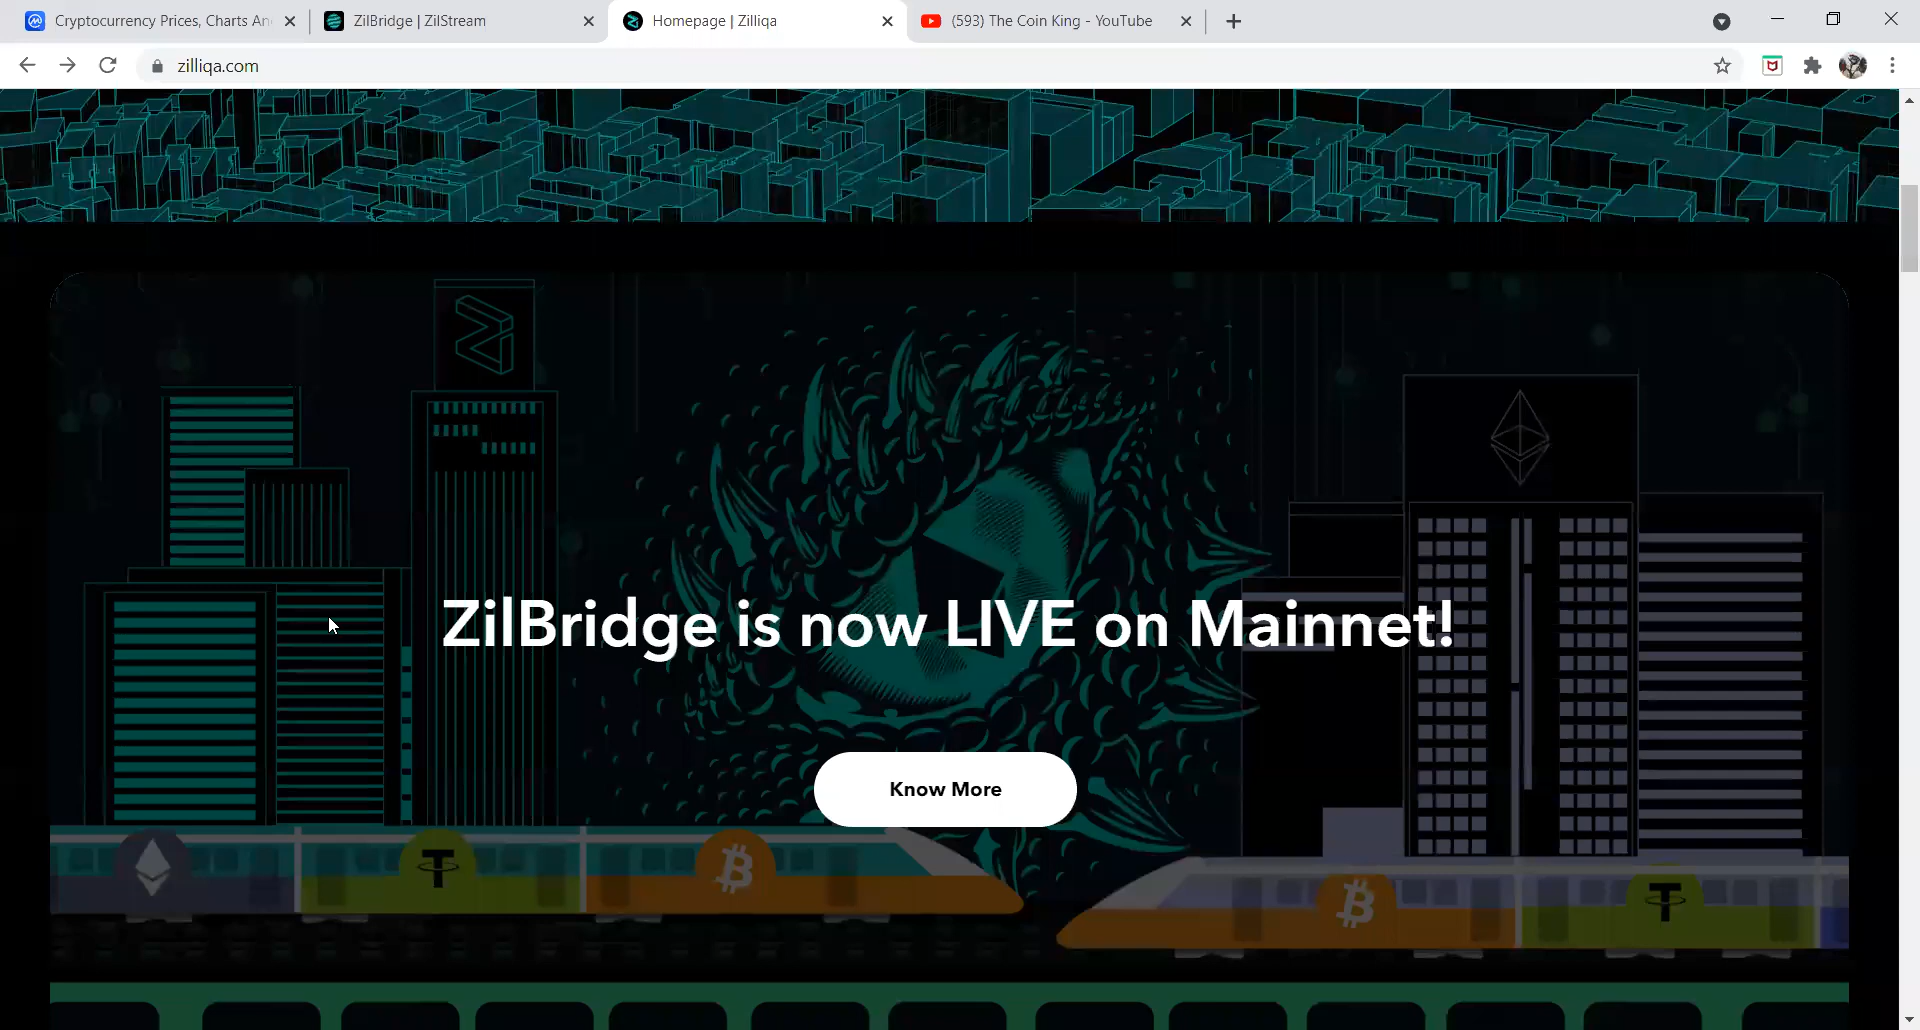 Cryptocurrency Prices, Charts An
ZilBridge | ZilStream
Homepage | Zilliqa
(593) The Coin King - YouTube
zilliqa.com
ZilBridge is now LIVE on Mainnet!
Know More